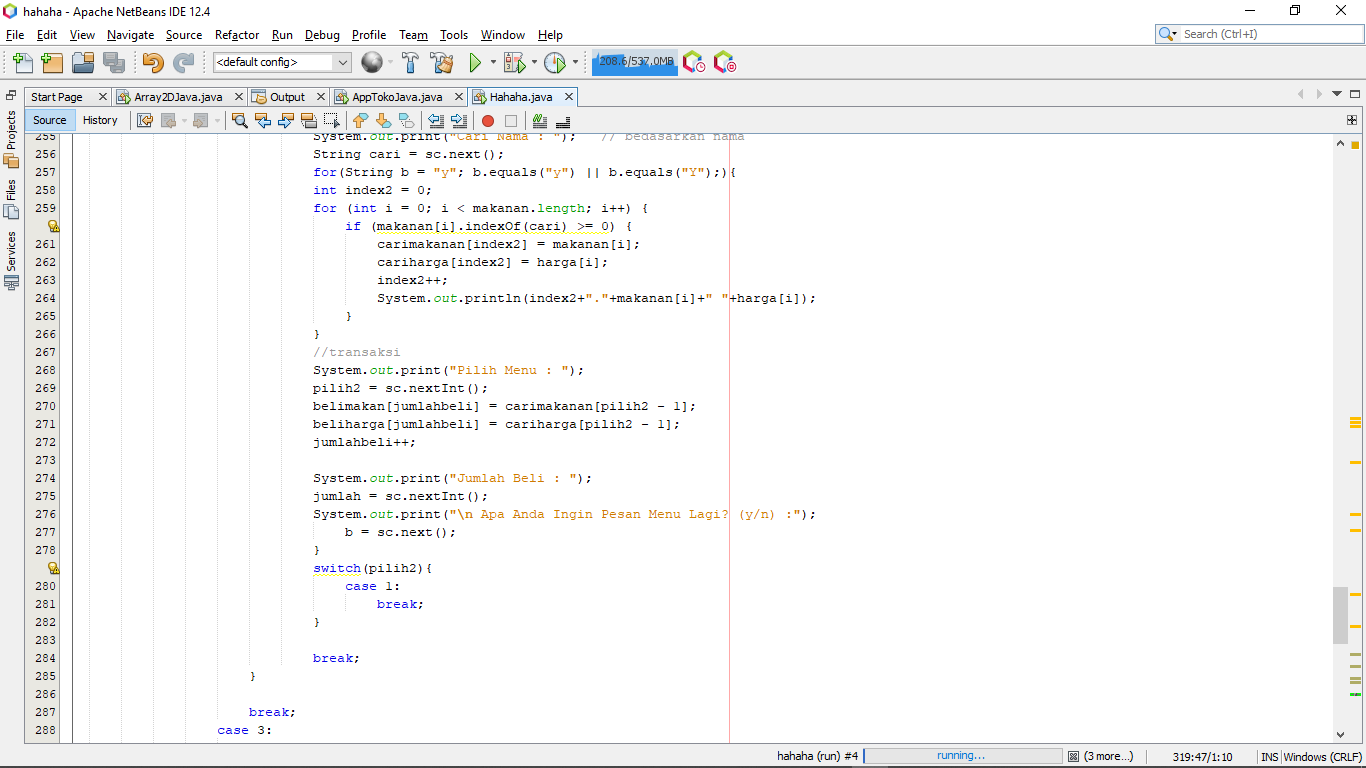 hahaha - Apache NetBeans IDE 12.4
File Edit View Navigate Source Refactor Run Debug Profile Team Tools Window Help
Search (Ctrl+I)
<default config>
208.6/537.0MB
Start Page Array2DJava.java Output AppTokoJava.java Hahaha.java
Source History
Projects
Files
Services
255 System.out.print("Cari Nama : "); // bedasarkan nama
256 String cari = sc.next();
257 for(String b = "y"; b.equals("y") || b.equals("Y");){
258 int index2 = 0;
259 for (int i = 0; i < makanan.length; i++) {
if (makanan[i].indexOf(cari) >= 0) {
261 carimakanan[index2] = makanan[i];
262 cariharga[index2] = harga[i];
263 index2++;
264 System.out.println(index2+"."+makanan[i]+" "+harga[i]);
265 }
266 }
267 //transaksi
268 System.out.print("Pilih Menu : ");
269 pilih2 = sc.nextInt();
270 belimakan[jumlahbeli] = carimakanan[pilih2 - 1];
271 beliharga[jumlahbeli] = cariharga[pilih2 - 1];
272 jumlahbeli++;
273
274 System.out.print("Jumlah Beli : ");
275 jumlah = sc.nextInt();
276 System.out.print("\n Apa Anda Ingin Pesan Menu Lagi? (y/n) :");
277 b = sc.next();
278 }
switch(pilih2){
280 case 1:
281 break;
282 }
283
284 break;
285 }
286
287 break;
288 case 3:
hahaha (run) #4 running... (3 more...) 319:47/1:10 INS Windows (CRLF)